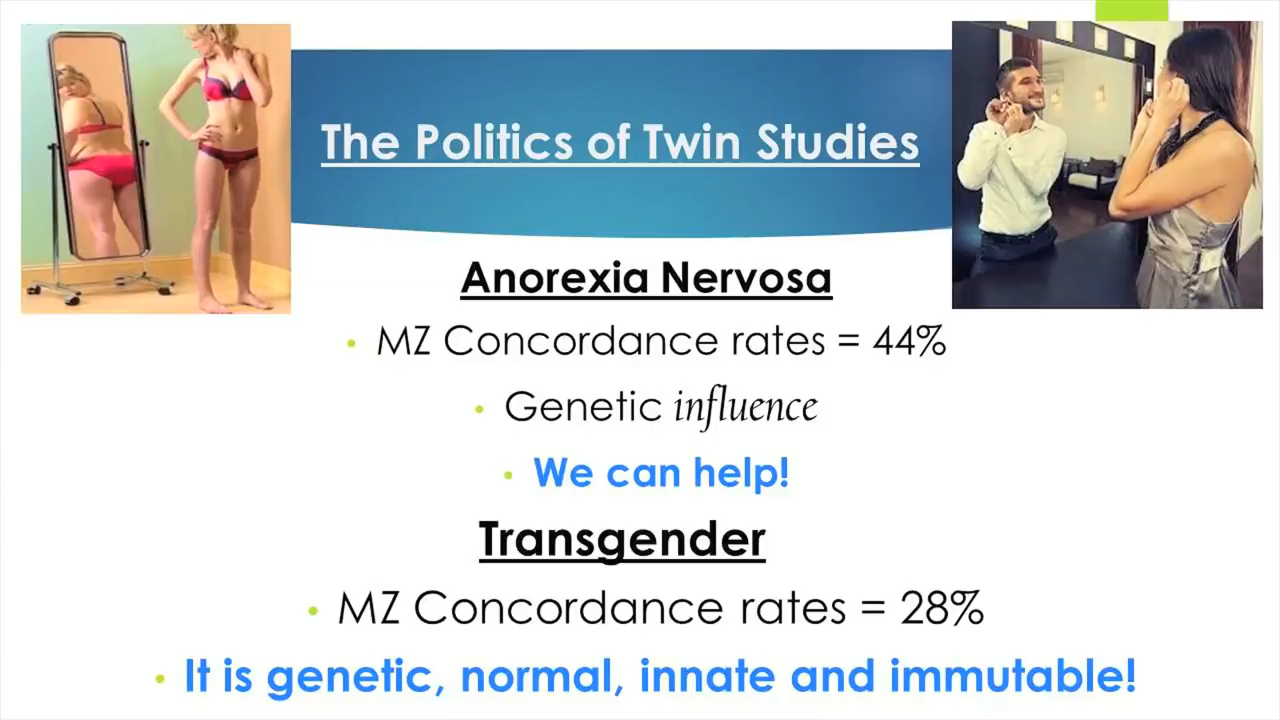 The Politics of Twin Studies
Anorexia Nervosa
• MZ Concordance rates = 44%
• Genetic influence
• We can help!
Transgender
• MZ Concordance rates = 28%
• It is genetic, normal, innate and immutable!